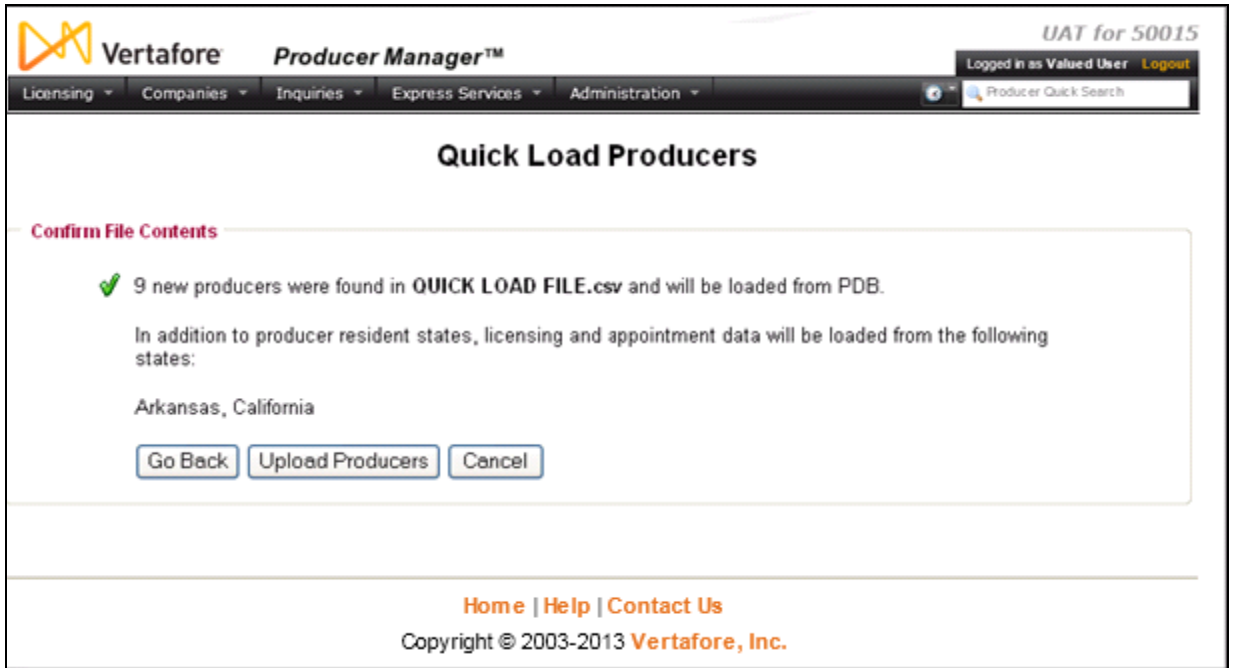 UAT for 50015
Vertafore Producer Manager™
Logged in as Valued User Logout
Licensing Companies Inquiries Express Services Administration Producer Quick Search
Quick Load Producers
Confirm File Contents
9 new producers were found in QUICK LOAD FILE.csv and will be loaded from PDB.
In addition to producer resident states, licensing and appointment data will be loaded from the following
states:
Arkansas, California
Go Back Upload Producers Cancel
Home | Help | Contact Us
Copyright © 2003-2013 Vertafore, Inc.